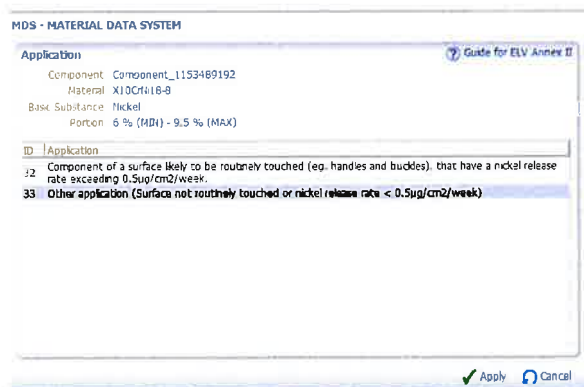 MDS - MATERIAL DATA SYSTEM
Application
Guide for ELV Annex II
Component Component_1153489192
Material X10CrNi18-8
Basic Substance Nickel
Portion 6 % (MIN) - 9.5 % (MAX)
ID Application
32 Component of a surface likely to be routinely touched (eg. handles and buckles), that have a nickel release
rate exceeding 0.5µg/cm2/week.
33 Other application (Surface not routinely touched or nickel release rate < 0.5µg/cm2/week)
Apply Cancel